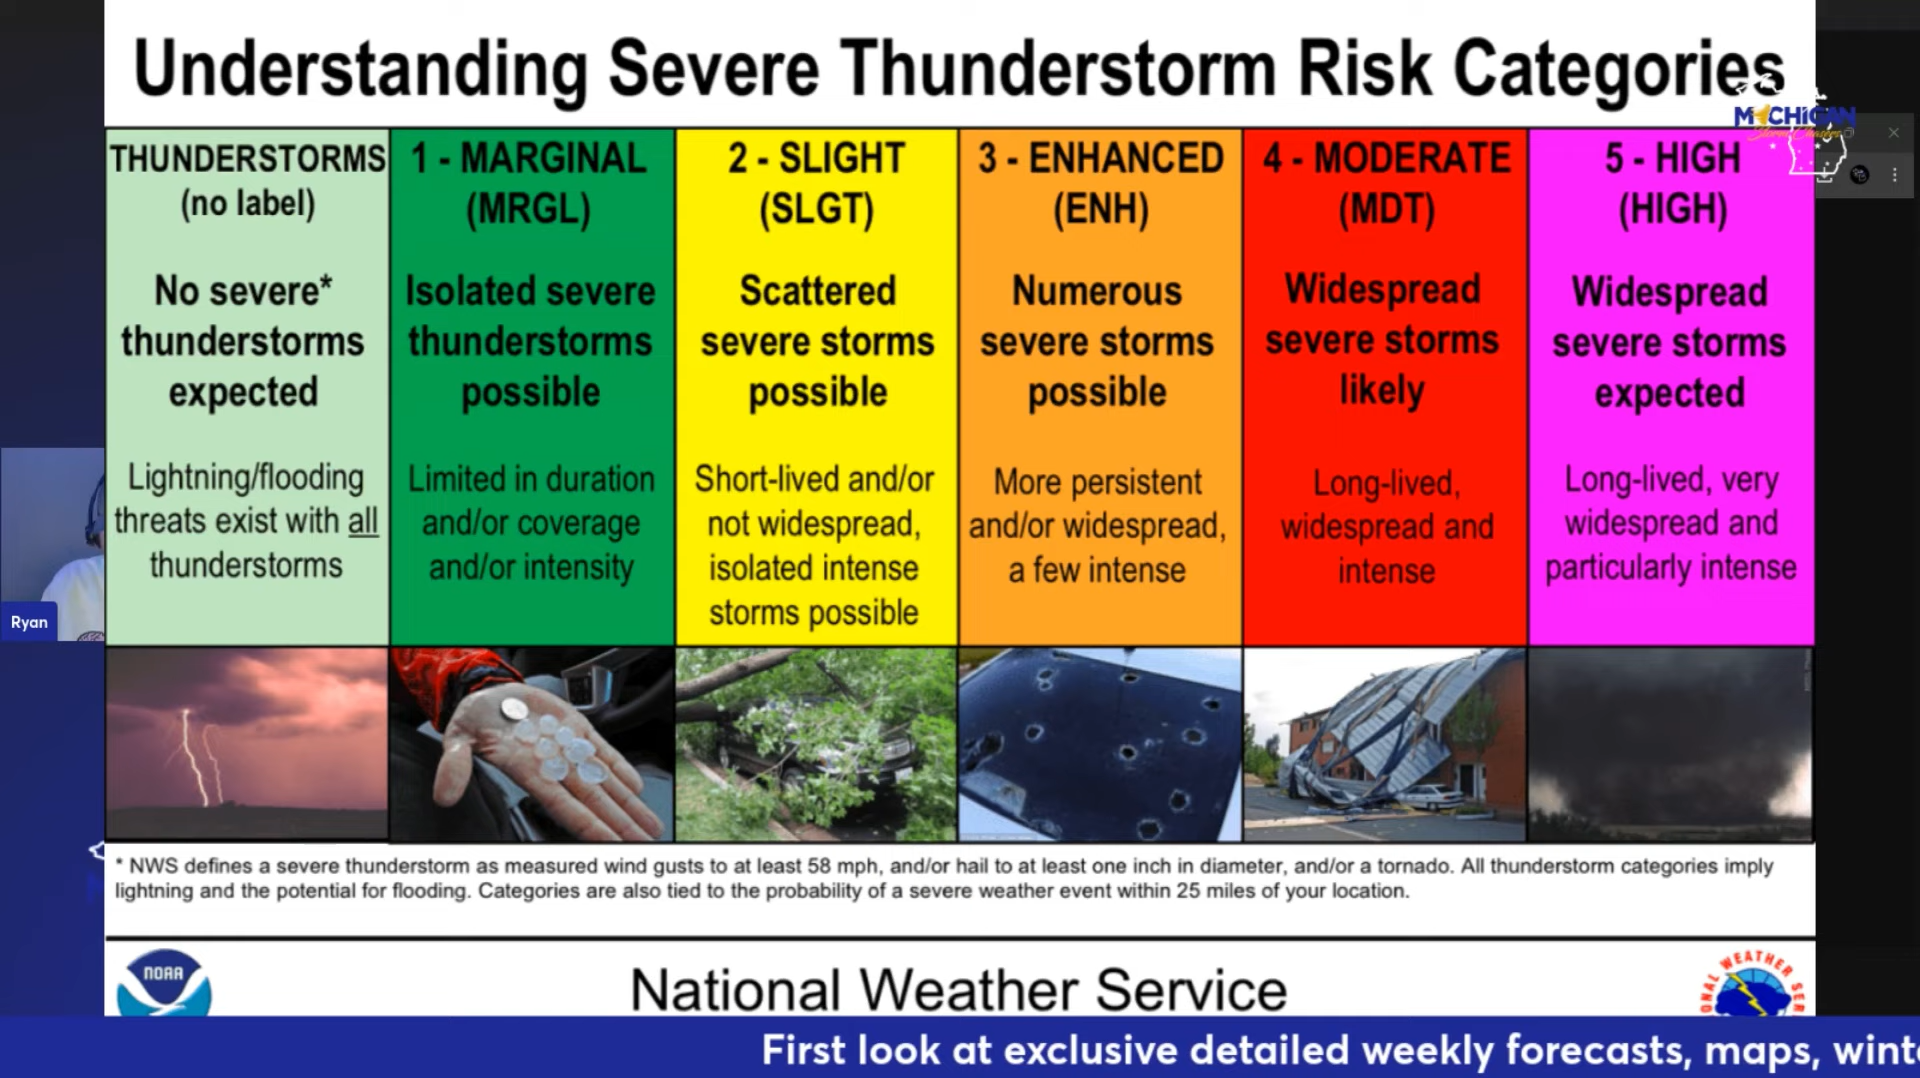 Understanding Severe Thunderstorm Risk Categories
MICHIGAN
Storm Chasers
THUNDERSTORMS
(no label)
No severe*
thunderstorms
expected
Lightning/flooding
threats exist with all
thunderstorms
1 - MARGINAL
(MRGL)
Isolated severe
thunderstorms
possible
Limited in duration
and/or coverage
and/or intensity
2 - SLIGHT
(SLGT)
Scattered
severe storms
possible
Short-lived and/or
not widespread,
isolated intense
storms possible
3 - ENHANCED
(ENH)
Numerous
severe storms
possible
More persistent
and/or widespread,
a few intense
4 - MODERATE
(MDT)
Widespread
severe storms
likely
Long-lived,
widespread and
intense
5 - HIGH
(HIGH)
Widespread
severe storms
expected
Long-lived, very
widespread and
particularly intense
Ryan
* NWS defines a severe thunderstorm as measured wind gusts to at least 58 mph, and/or hail to at least one inch in diameter, and/or a tornado. All thunderstorm categories imply
lightning and the potential for flooding. Categories are also tied to the probability of a severe weather event within 25 miles of your location.
NOAA
National Weather Service
ONAL WEATHER SER
First look at exclusive detailed weekly forecasts, maps, wint